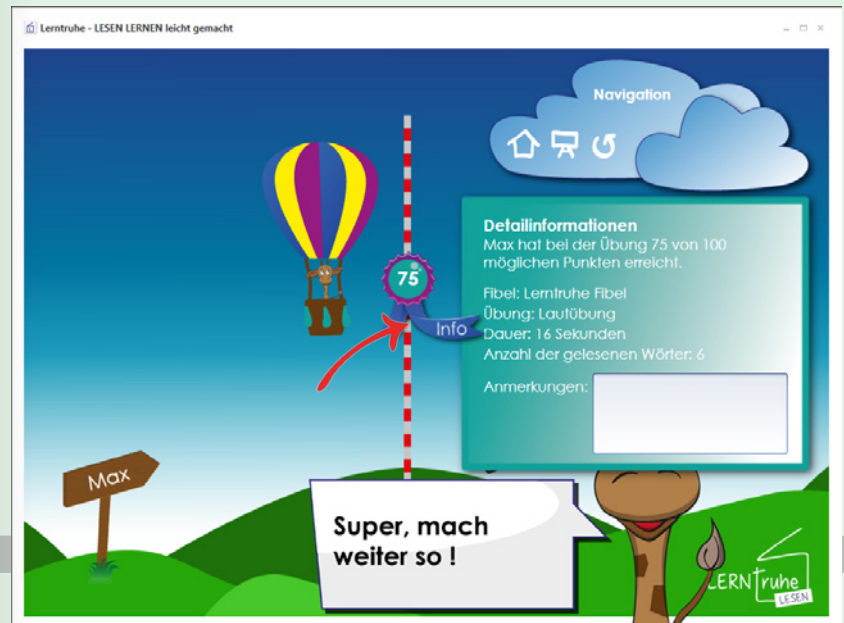 Lerntruhe - LESEN LERNEN leicht gemacht
Navigation
75
Info
Detailinformationen
Max hat bei der Übung 75 von 100
möglichen Punkten erreicht.
Fibel: Lerntruhe Fibel
Übung: Lautübung
Dauer: 16 Sekunden
Anzahl der gelesenen Wörter: 6
Anmerkungen:
Max
Super, mach
weiter so !
LERNTruhe
LESEN